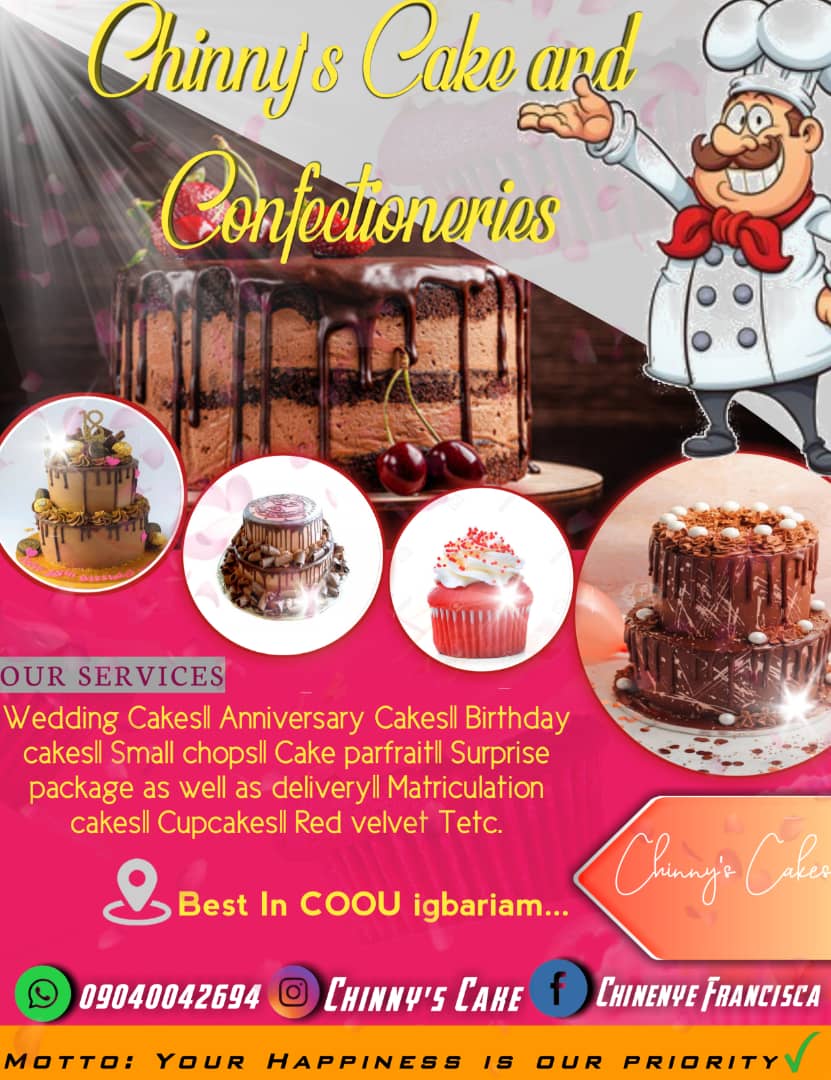 Chinny's Cake and
Confectioneries
18
OUR SERVICES
Wedding Cakes|| Anniversary Cakes|| Birthday
cakes|| Small chops|| Cake parfrait|| Surprise
package as well as delivery|| Matriculation
cakes|| Cupcakes|| Red velvet Tetc.
Chinny's Cakes
Best In COOU igbariam...
09040042694 Chinny's Cake Chinenye Francisca
Motto: Your Happiness is our priority